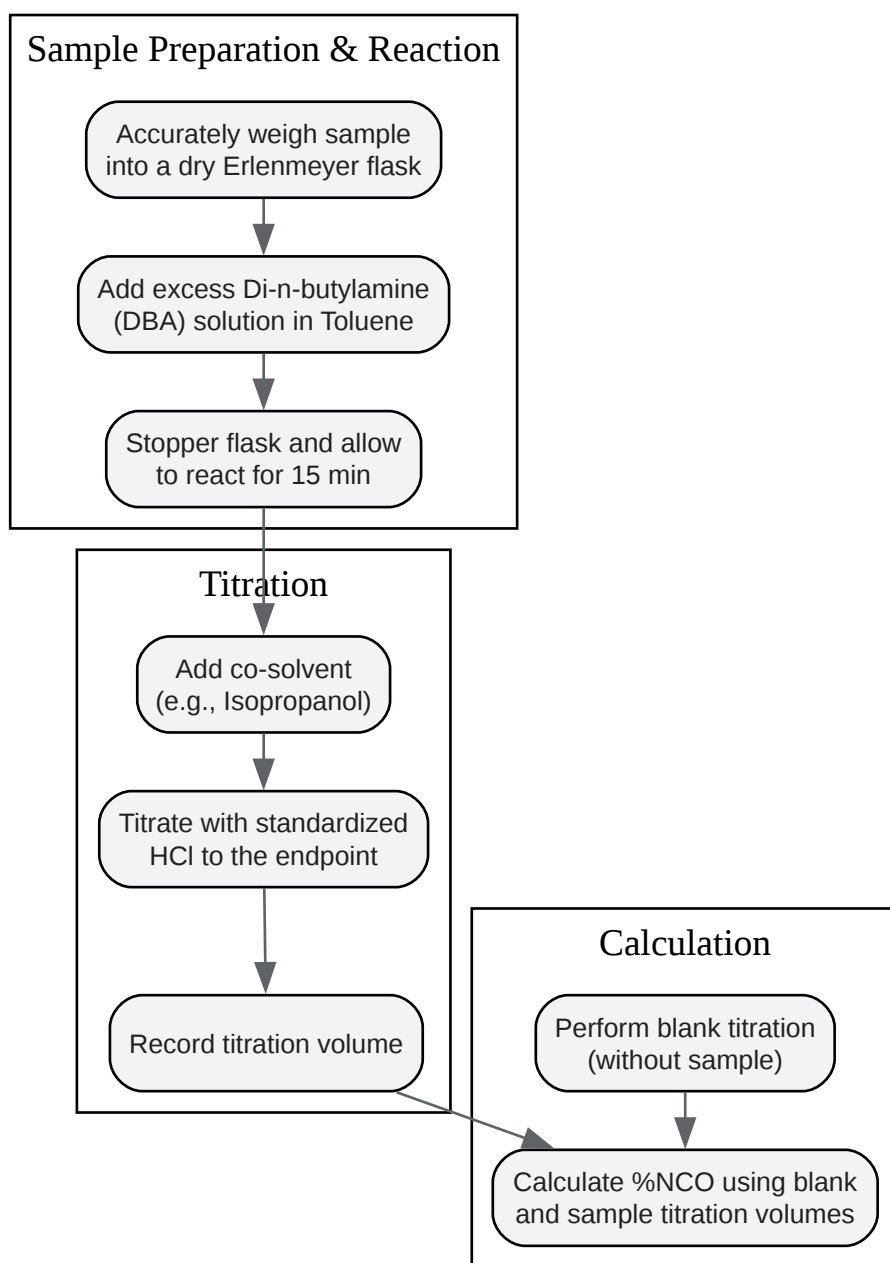 Sample Preparation & Reaction
Accurately weigh sample
into a dry Erlenmeyer flask
Add excess Di-n-butylamine
(DBA) solution in Toluene
Stopper flask and allow
to react for 15 min
Titration
Add co-solvent
(e.g., Isopropanol)
Titrate with standardized
HCl to the endpoint
Record titration volume
Calculation
Perform blank titration
(without sample)
Calculate %NCO using blank
and sample titration volumes